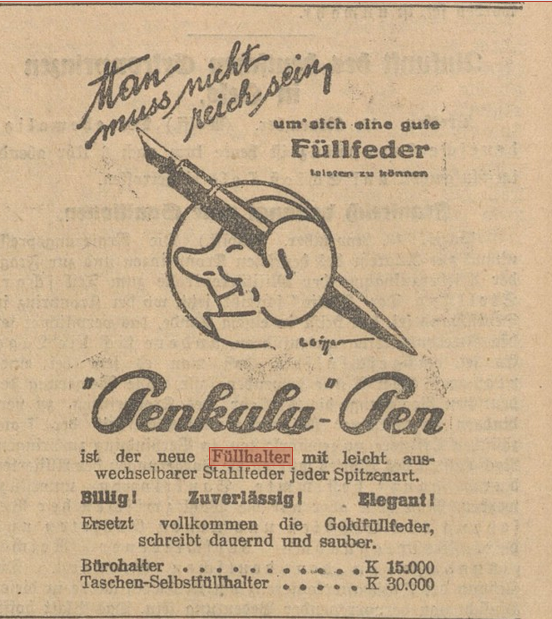 Man
muss nicht
reich sein,
um sich eine gute
Füllfeder
leisten zu können
"Penkala"-Pen
ist der neue Füllhalter mit leicht aus-
wechselbarer Stahlfeder jeder Spitzenart.
Billig! Zuverlässig! Elegant!
Ersetzt vollkommen die Goldfüllfeder,
schreibt dauernd und sauber.
Bürohalter . . . . . . . . . . K 15.000
Taschen-Selbstfüllhalter . . . . . . K 30.000